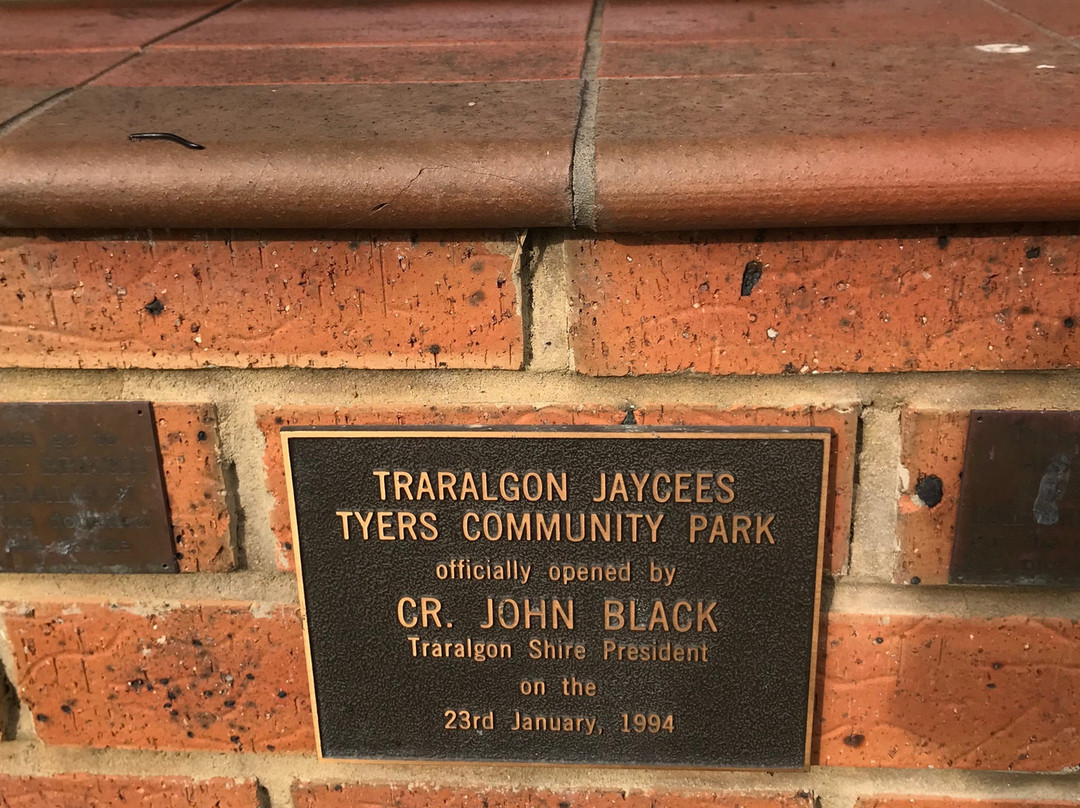 TRARALGON JAYCEES
TYERS COMMUNITY PARK
officially opened by
CR. JOHN BLACK
Traralgon Shire President
on the
23rd January, 1994